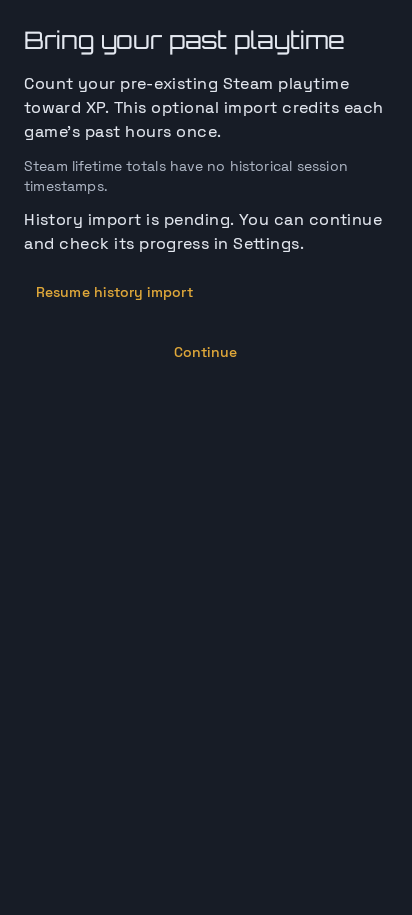 Bring your past playtime
Count your pre-existing Steam playtime
toward XP. This optional import credits each
game's past hours once.
Steam lifetime totals have no historical session
timestamps.
History import is pending. You can continue
and check its progress in Settings.
Resume history import
Continue